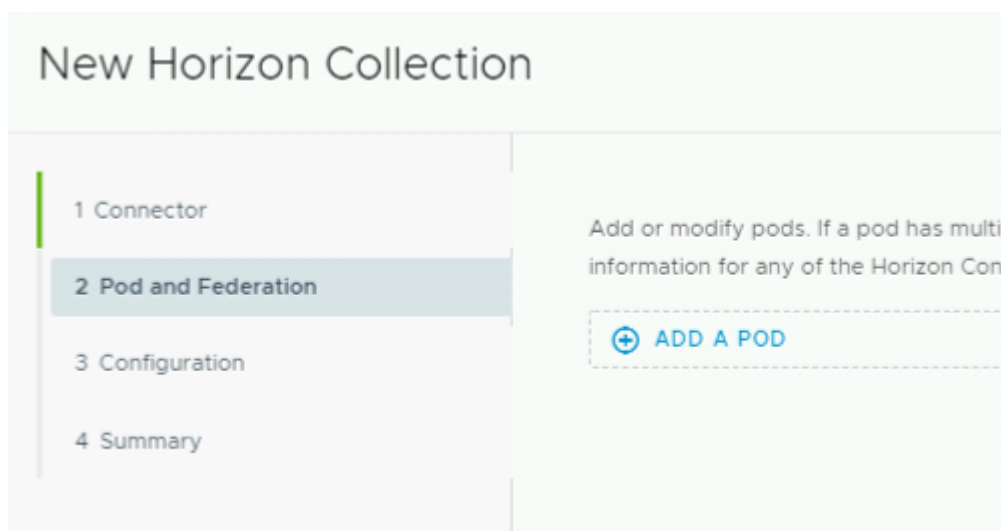 New Horizon Collection
1 Connector
2 Pod and Federation
3 Configuration
4 Summary
Add or modify pods. If a pod has multi
information for any of the Horizon Con
ADD A POD